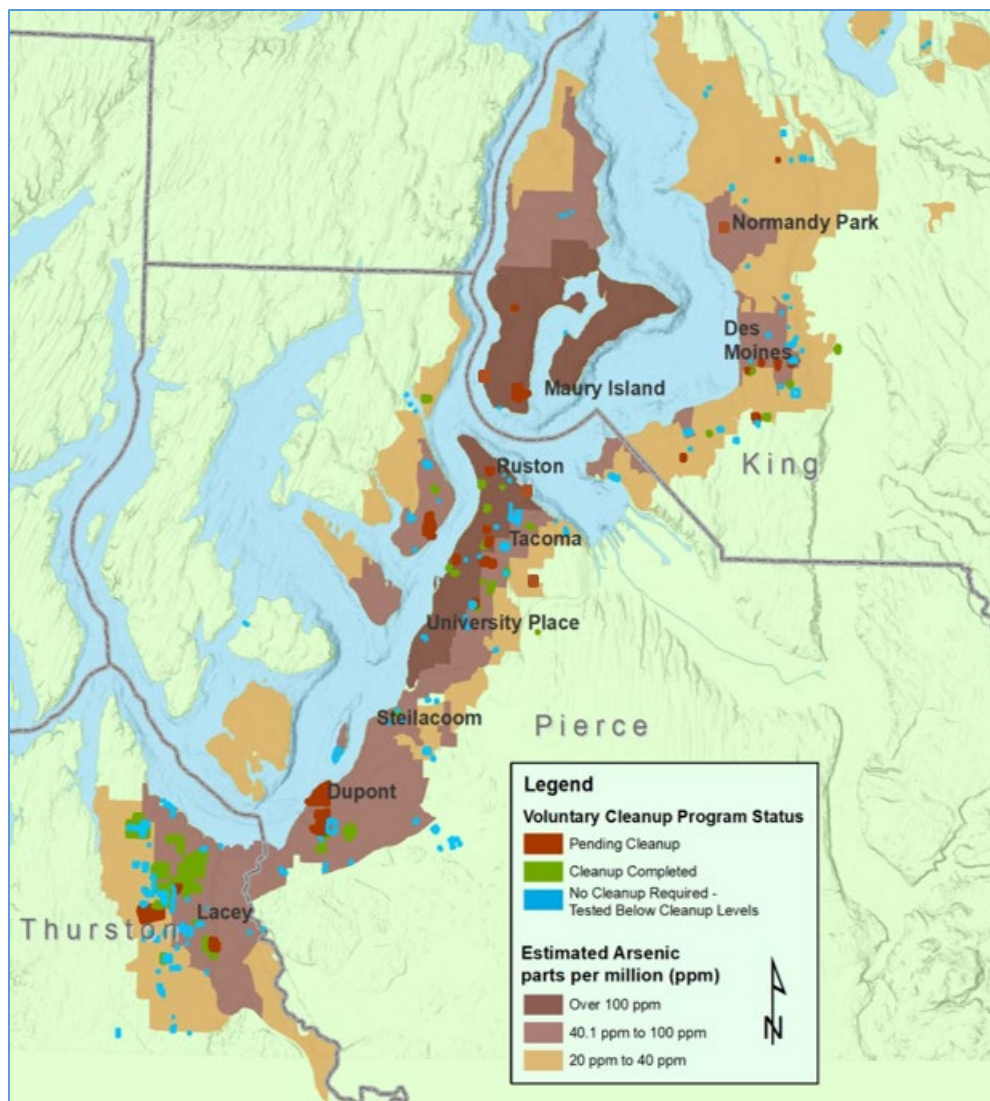 Normandy Park
Des
Moines
Maury Island
King
Ruston
Tacoma
University Place
Steilacoom
Pierce
Dupont
Lacey
Thurston
Legend
Voluntary Cleanup Program Status
Pending Cleanup
Cleanup Completed
No Cleanup Required -
Tested Below Cleanup Levels
Estimated Arsenic
parts per million (ppm)
Over 100 ppm
40.1 ppm to 100 ppm
20 ppm to 40 ppm
N